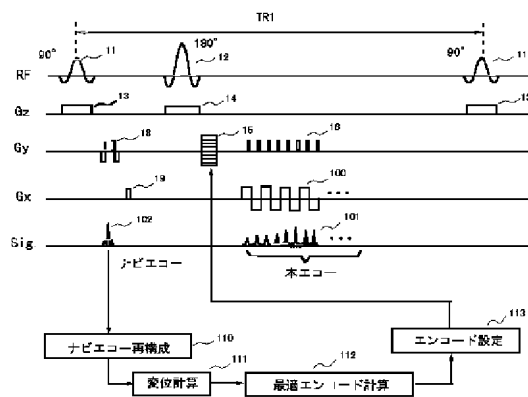 TR1
90° 11
180° 12
90° 11
RF
13
14
13
Gz
18
15
16
Gy
19
100
Gx
102
101
Sig
ナビエコー
本エコー
ナビエコー再構成 110
変位計算 111
最適エンコード計算 112
エンコード設定 113